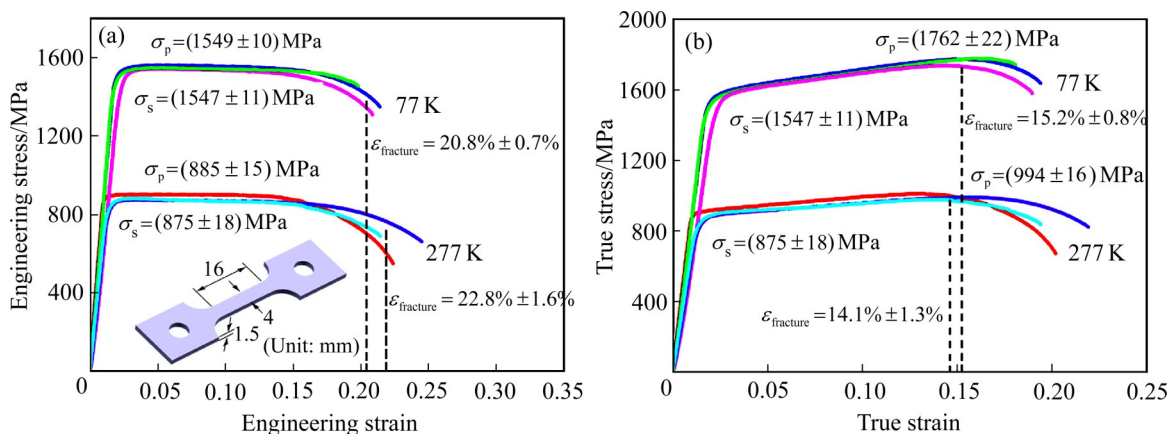 (a)
σp=(1549±10)MPa
σs=(1547±11)MPa
77 K
εfracture = 20.8%±0.7%
σp=(885±15)MPa
σs=(875±18)MPa
277 K
εfracture = 22.8%±1.6%
16
4
1.5
(Unit: mm)
Engineering stress/MPa
1600
1200
800
400
0
0.05
0.10
0.15
0.20
0.25
0.30
0.35
Engineering strain
(b)
σp=(1762±22)MPa
77 K
σs=(1547±11)MPa
εfracture=15.2%±0.8%
σp=(994±16)MPa
σs=(875±18)MPa
277 K
εfracture=14.1%±1.3%
True stress/MPa
2000
1600
1200
800
400
0
0.05
0.10
0.15
0.20
0.25
True strain